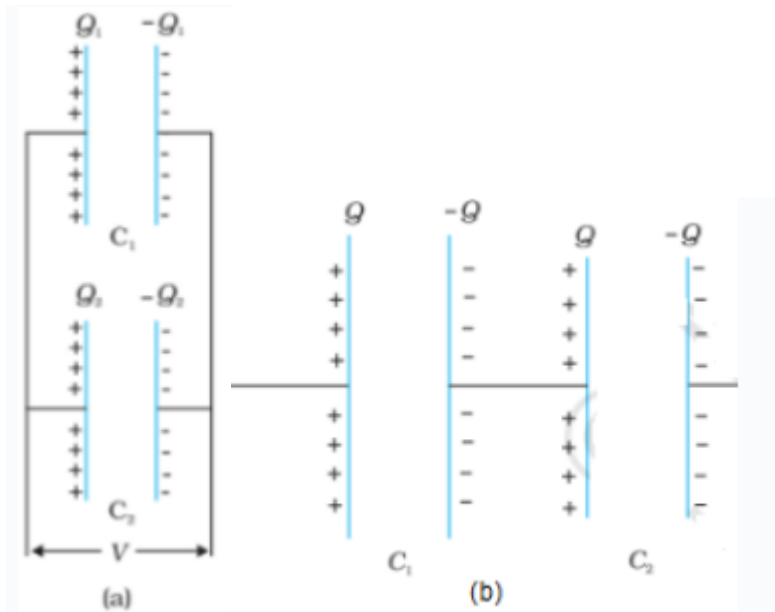 Q₁ -Q₁
C₁
Q₂ -Q₂
C₂
V
(a)
Q -Q
Q -Q
C₁
C₂
(b)